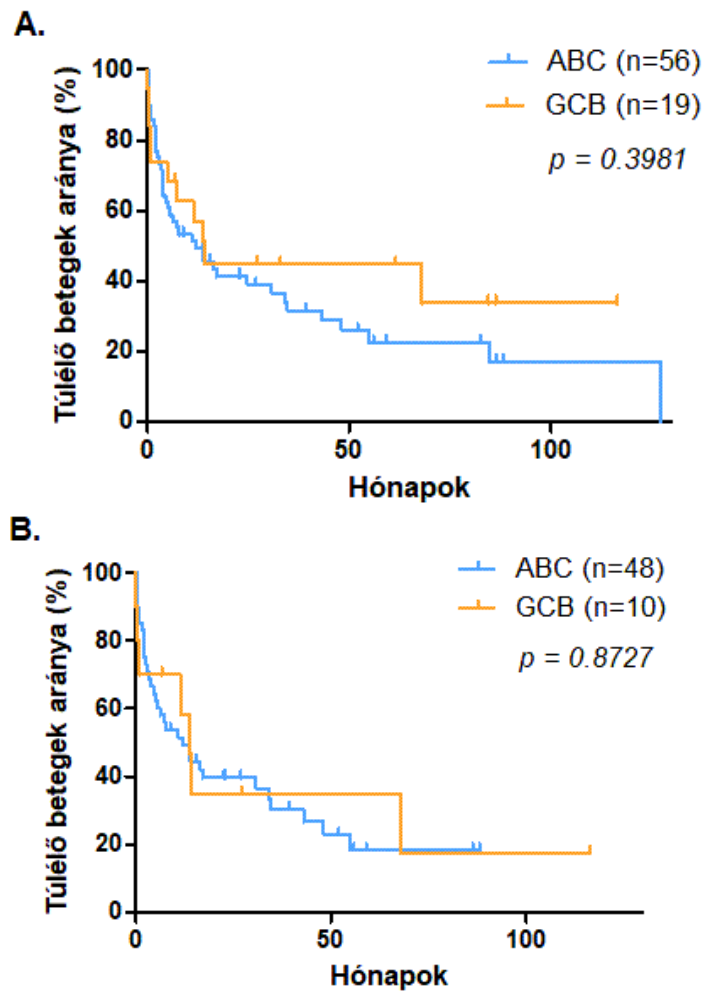 A.
Túlélő betegek aránya (%)
100
80
60
40
20
0
0
50
100
Hónapok
ABC (n=56)
GCB (n=19)
p = 0.3981
B.
Túlélő betegek aránya (%)
100
80
60
40
20
0
0
50
100
Hónapok
ABC (n=48)
GCB (n=10)
p = 0.8727